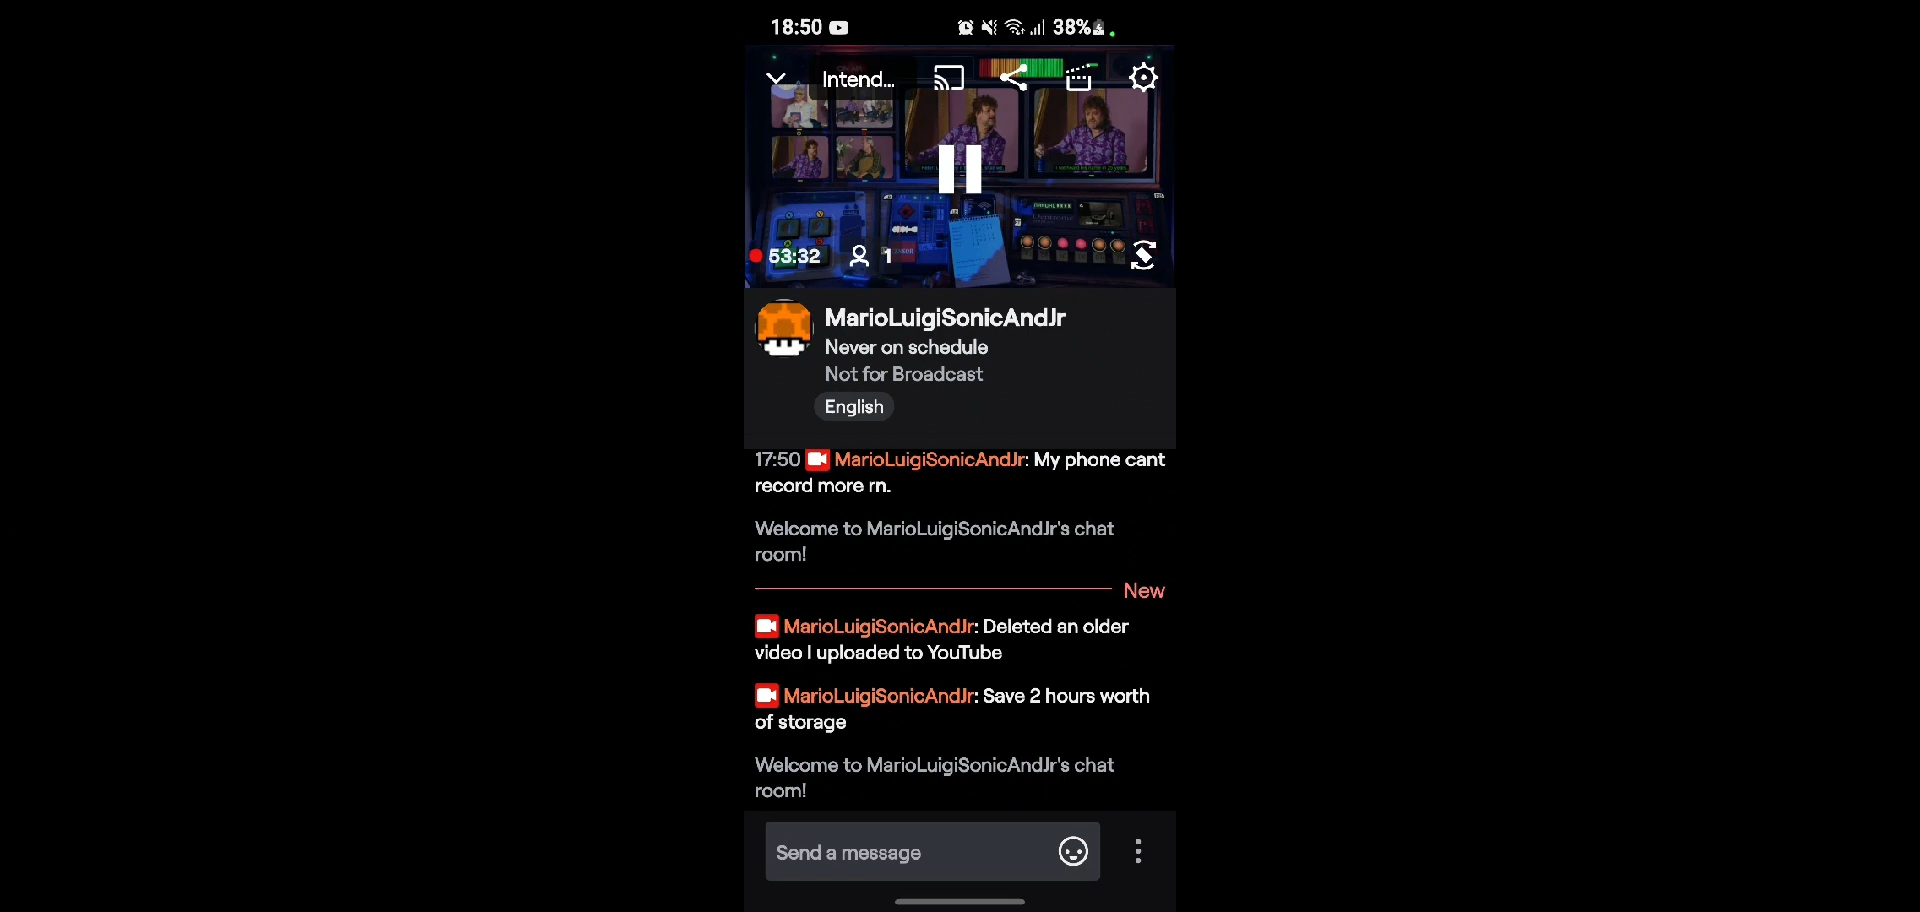 18:50
38%
Intend...
53:32
1
MarioLuigiSonicAndJr
Never on schedule
Not for Broadcast
English
17:50 MarioLuigiSonicAndJr: My phone cant
record more rn.
Welcome to MarioLuigiSonicAndJr's chat
room!
New
MarioLuigiSonicAndJr: Deleted an older
video I uploaded to YouTube
MarioLuigiSonicAndJr: Save 2 hours worth
of storage
Welcome to MarioLuigiSonicAndJr's chat
room!
Send a message